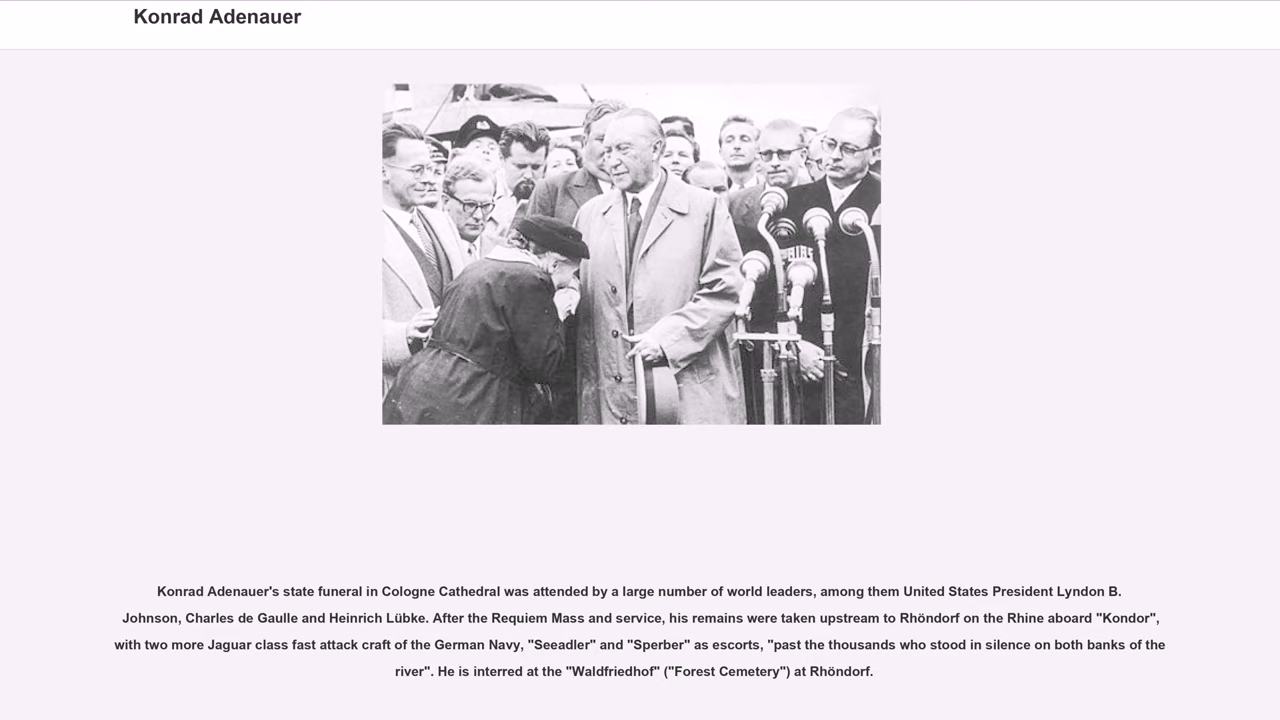 Konrad Adenauer
Konrad Adenauer's state funeral in Cologne Cathedral was attended by a large number of world leaders, among them United States President Lyndon B.
Johnson, Charles de Gaulle and Heinrich Lübke. After the Requiem Mass and service, his remains were taken upstream to Rhöndorf on the Rhine aboard "Kondor",
with two more Jaguar class fast attack craft of the German Navy, "Seeadler" and "Sperber" as escorts, "past the thousands who stood in silence on both banks of the
river". He is interred at the "Waldfriedhof" ("Forest Cemetery") at Rhöndorf.